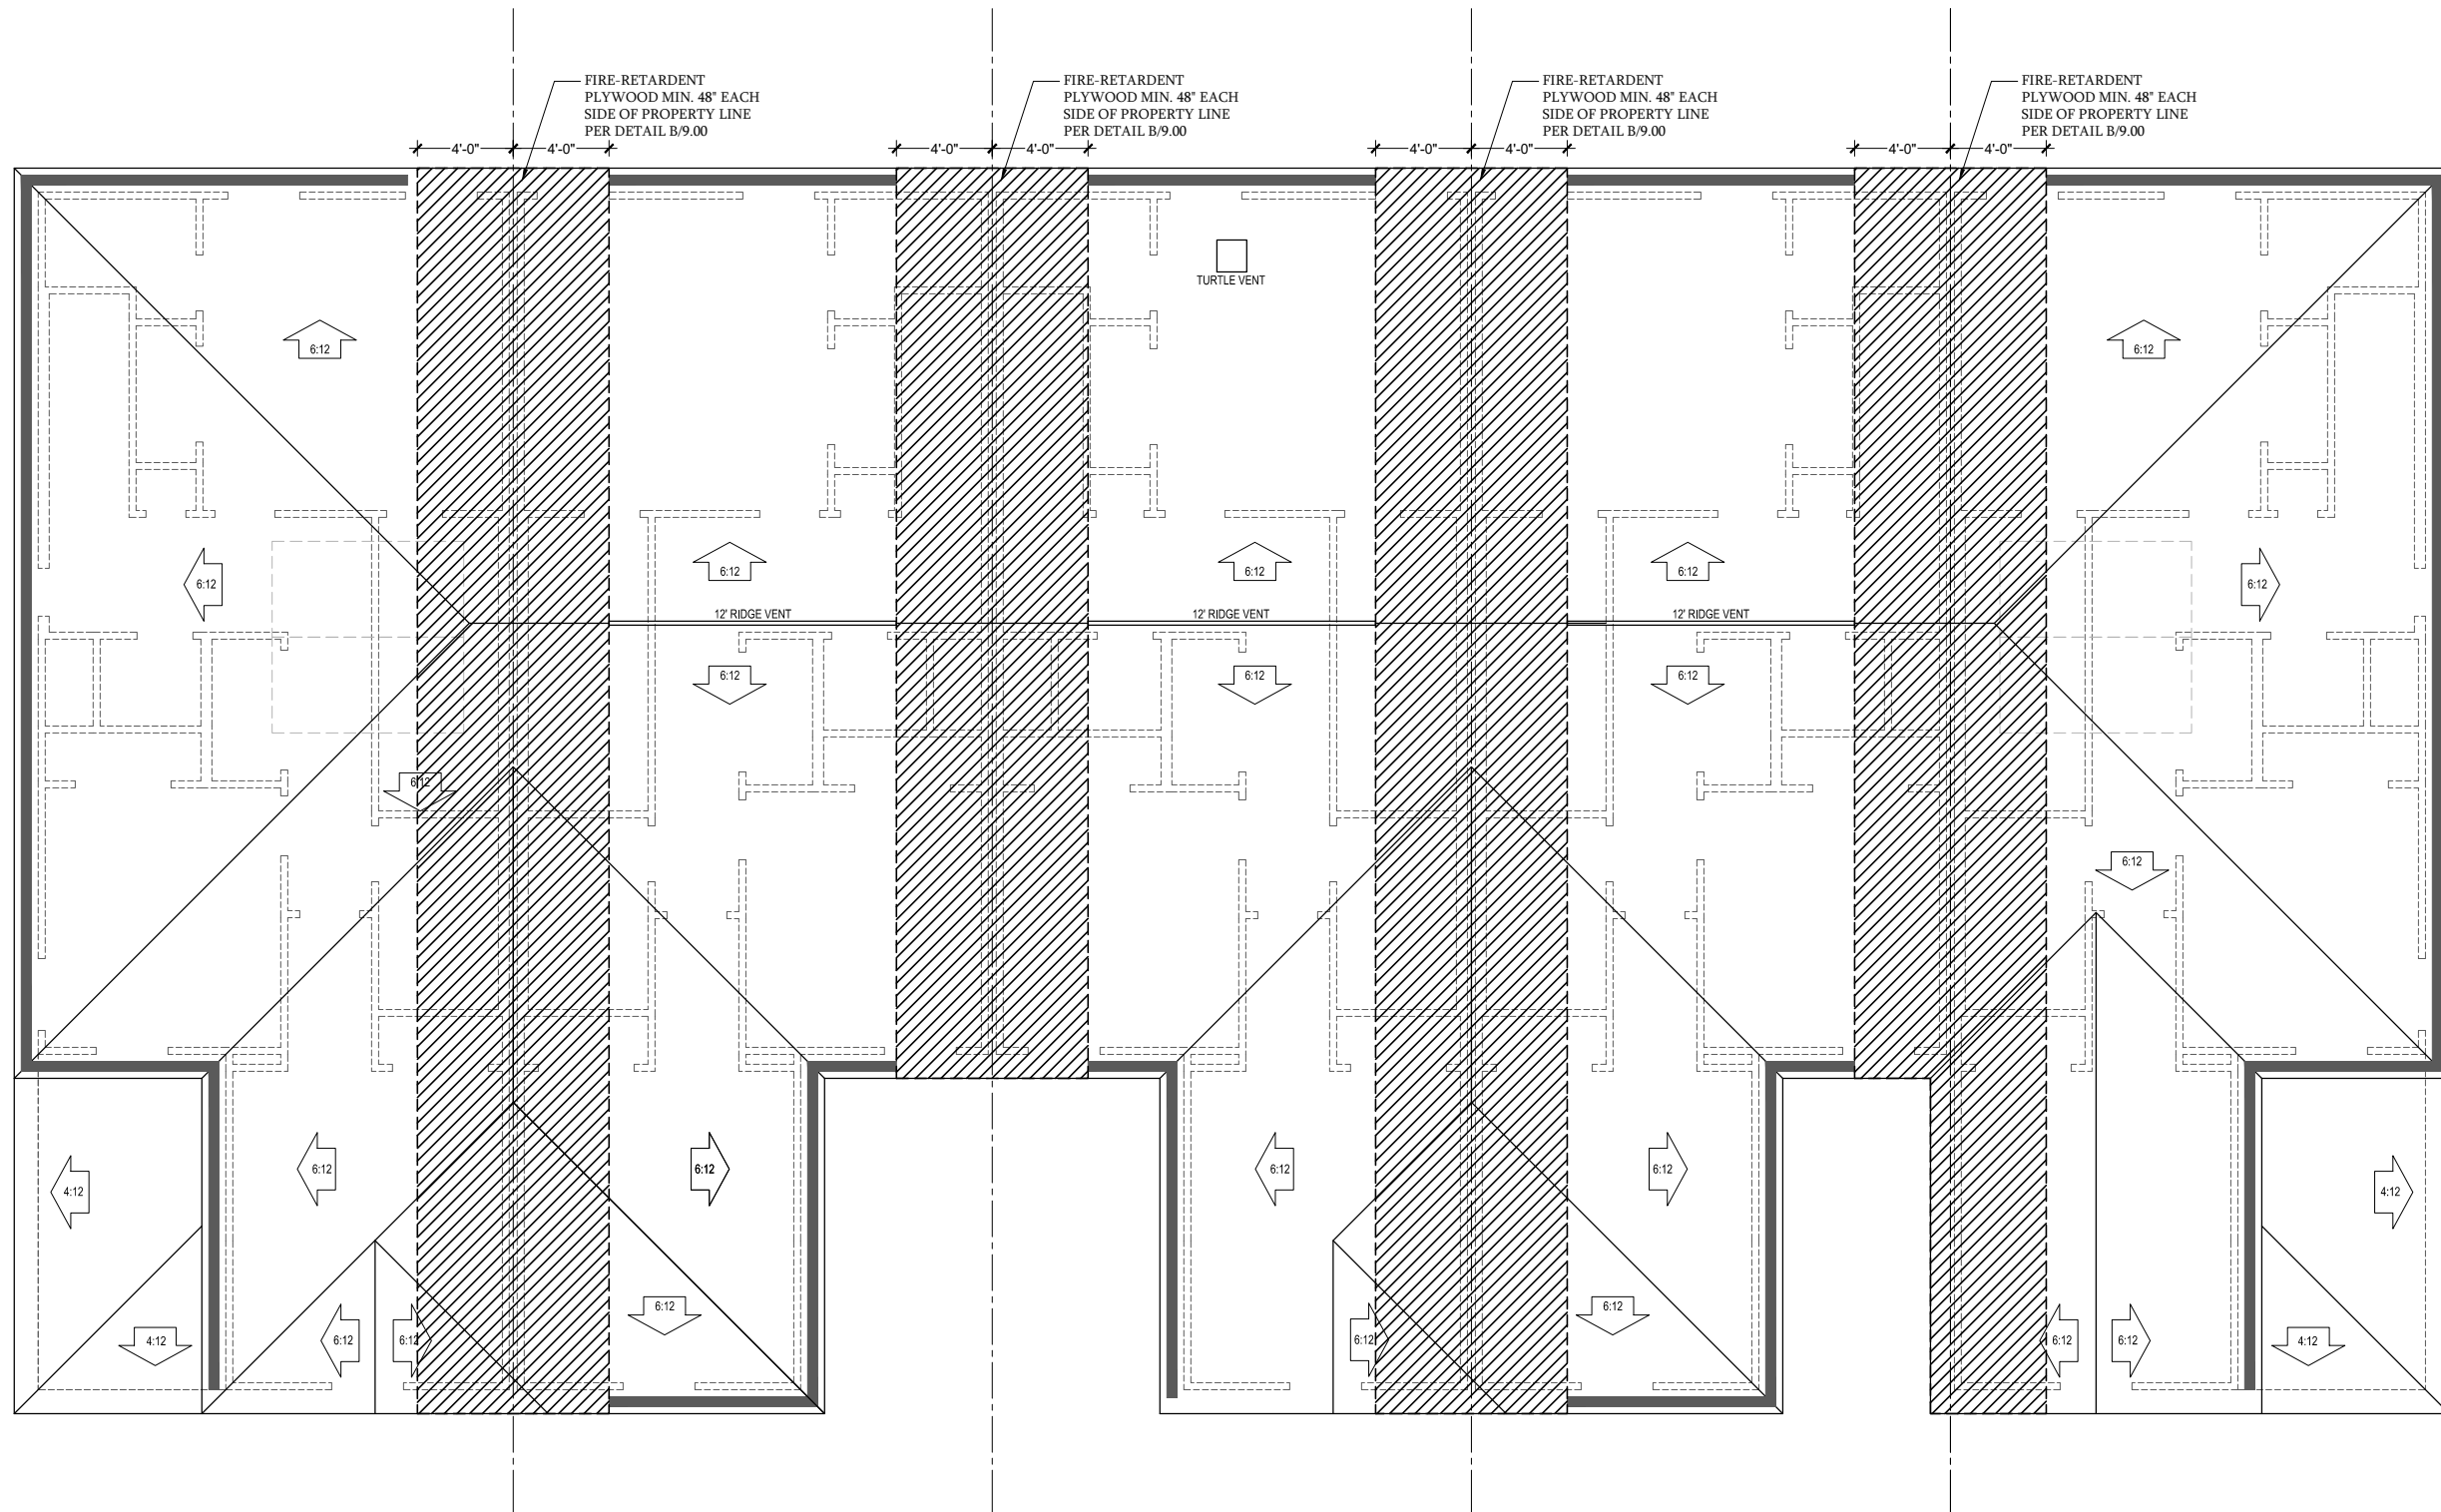 FIRE-RETARDENT
PLYWOOD MIN. 48" EACH
SIDE OF PROPERTY LINE
PER DETAIL B/9.00
FIRE-RETARDENT
PLYWOOD MIN. 48" EACH
SIDE OF PROPERTY LINE
PER DETAIL B/9.00
FIRE-RETARDENT
PLYWOOD MIN. 48" EACH
SIDE OF PROPERTY LINE
PER DETAIL B/9.00
FIRE-RETARDENT
PLYWOOD MIN. 48" EACH
SIDE OF PROPERTY LINE
PER DETAIL B/9.00
4'-0"
4'-0"
4'-0"
4'-0"
4'-0"
4'-0"
4'-0"
4'-0"
TURTLE VENT
6:12
6:12
6:12
6:12
6:12
6:12
6:12
12' RIDGE VENT
12' RIDGE VENT
12' RIDGE VENT
6:12
6:12
6:12
6:12
6:12
6:12
6:12
6:12
6:12
4:12
4:12
6:12
6:12
4:12
6:12
6:12
6:12
6:12
6:12
4:12